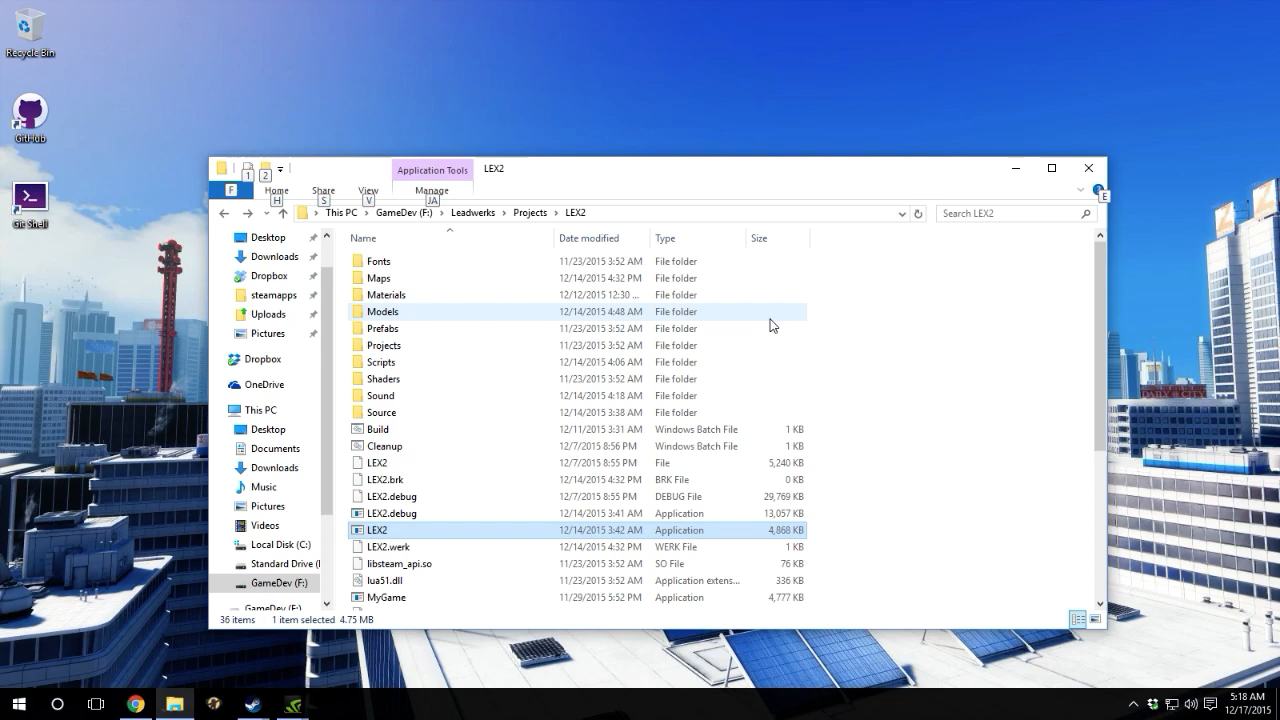 Recycle Bin
GitHub
Git Shell
1
2
Application Tools
LEX2
F
Home
Share
View
Manage
H
S
V
JA
E
This PC
GameDev (F:)
Leadwerks
Projects
LEX2
Search LEX2
Name
Date modified
Type
Size
Desktop
Downloads
Dropbox
steamapps
Uploads
Pictures
Dropbox
OneDrive
This PC
Desktop
Documents
Downloads
Music
Pictures
Videos
Local Disk (C:)
Standard Drive (
GameDev (F:)
GameDev (F:)
Fonts 11/23/2015 3:52 AM File folder
Maps 12/14/2015 4:32 PM File folder
Materials 12/12/2015 12:30 ... File folder
Models 12/14/2015 4:48 AM File folder
Prefabs 11/23/2015 3:52 AM File folder
Projects 11/23/2015 3:52 AM File folder
Scripts 12/14/2015 4:06 AM File folder
Shaders 11/23/2015 3:52 AM File folder
Sound 12/14/2015 4:18 AM File folder
Source 12/14/2015 3:38 AM File folder
Build 12/11/2015 3:31 AM Windows Batch File 1 KB
Cleanup 12/7/2015 8:56 PM Windows Batch File 1 KB
LEX2 12/7/2015 8:55 PM File 5,240 KB
LEX2.brk 12/14/2015 4:32 PM BRK File 0 KB
LEX2.debug 12/7/2015 8:55 PM DEBUG File 29,769 KB
LEX2.debug 12/14/2015 3:41 AM Application 13,057 KB
LEX2 12/14/2015 3:42 AM Application 4,868 KB
LEX2.werk 12/14/2015 4:32 PM WERK File 1 KB
libsteam_api.so 11/23/2015 3:52 AM SO File 76 KB
lua51.dll 11/23/2015 3:52 AM Application extens... 336 KB
MyGame 11/29/2015 5:52 PM Application 4,777 KB
36 items 1 item selected 4.75 MB
5:18 AM
12/17/2015